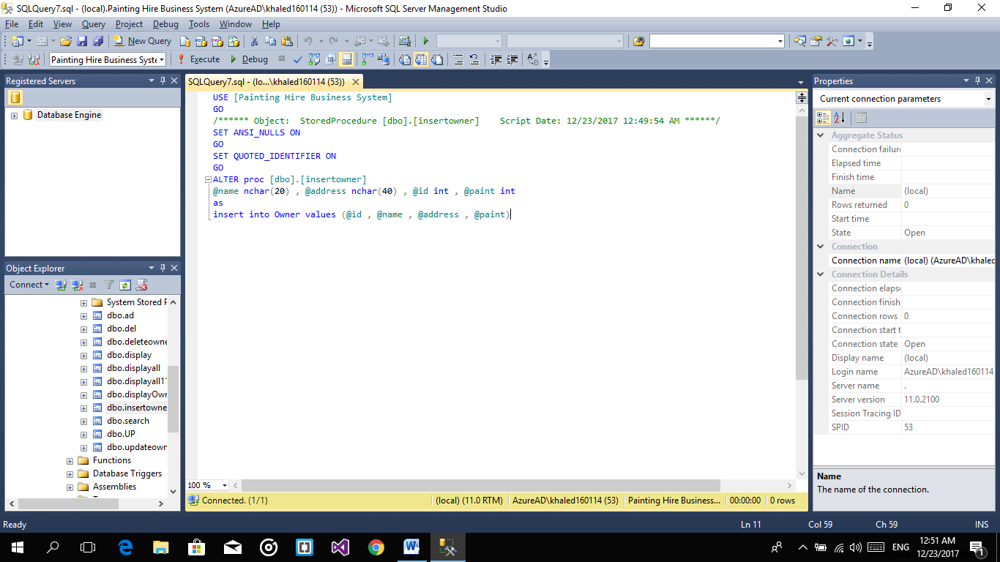 SQLQuery7.sql - (local).Painting Hire Business System (AzureAD\khaled160114 (53)) - Microsoft SQL Server Management Studio
File Edit View Query Project Debug Tools Window Help
New Query
Painting Hire Business Syste Execute Debug
Registered Servers
Database Engine
Object Explorer
Connect
System Stored P
dbo.ad
dbo.del
dbo.deleteowne
dbo.display
dbo.displayall
dbo.displayall1
dbo.displayOwn
dbo.insertowne
dbo.search
dbo.UP
dbo.updateown
Functions
Database Triggers
Assemblies
SQLQuery7.sql - (lo...\khaled160114 (53))
USE [Painting Hire Business System]
GO
/****** Object:  StoredProcedure [dbo].[insertowner]    Script Date: 12/23/2017 12:49:54 AM ******/
SET ANSI_NULLS ON
GO
SET QUOTED_IDENTIFIER ON
GO
ALTER proc [dbo].[insertowner]
@name nchar(20) , @address nchar(40) , @id int , @paint int
as
insert into Owner values (@id , @name , @address , @paint)
100 %
Connected. (1/1) (local) (11.0 RTM) AzureAD\khaled160114 (53) Painting Hire Business... 00:00:00 0 rows
Properties
Current connection parameters
Aggregate Status
Connection failure
Elapsed time
Finish time
Name (local)
Rows returned 0
Start time
State Open
Connection
Connection name (local) (AzureAD\khaled
Connection Details
Connection elapse
Connection finish
Connection rows 0
Connection start t
Connection state Open
Display name (local)
Login name AzureAD\khaled160114
Server name .
Server version 11.0.2100
Session Tracing ID
SPID 53
Name
The name of the connection.
Ready Ln 11 Col 59 Ch 59 INS
ENG
12:51 AM
12/23/2017
1